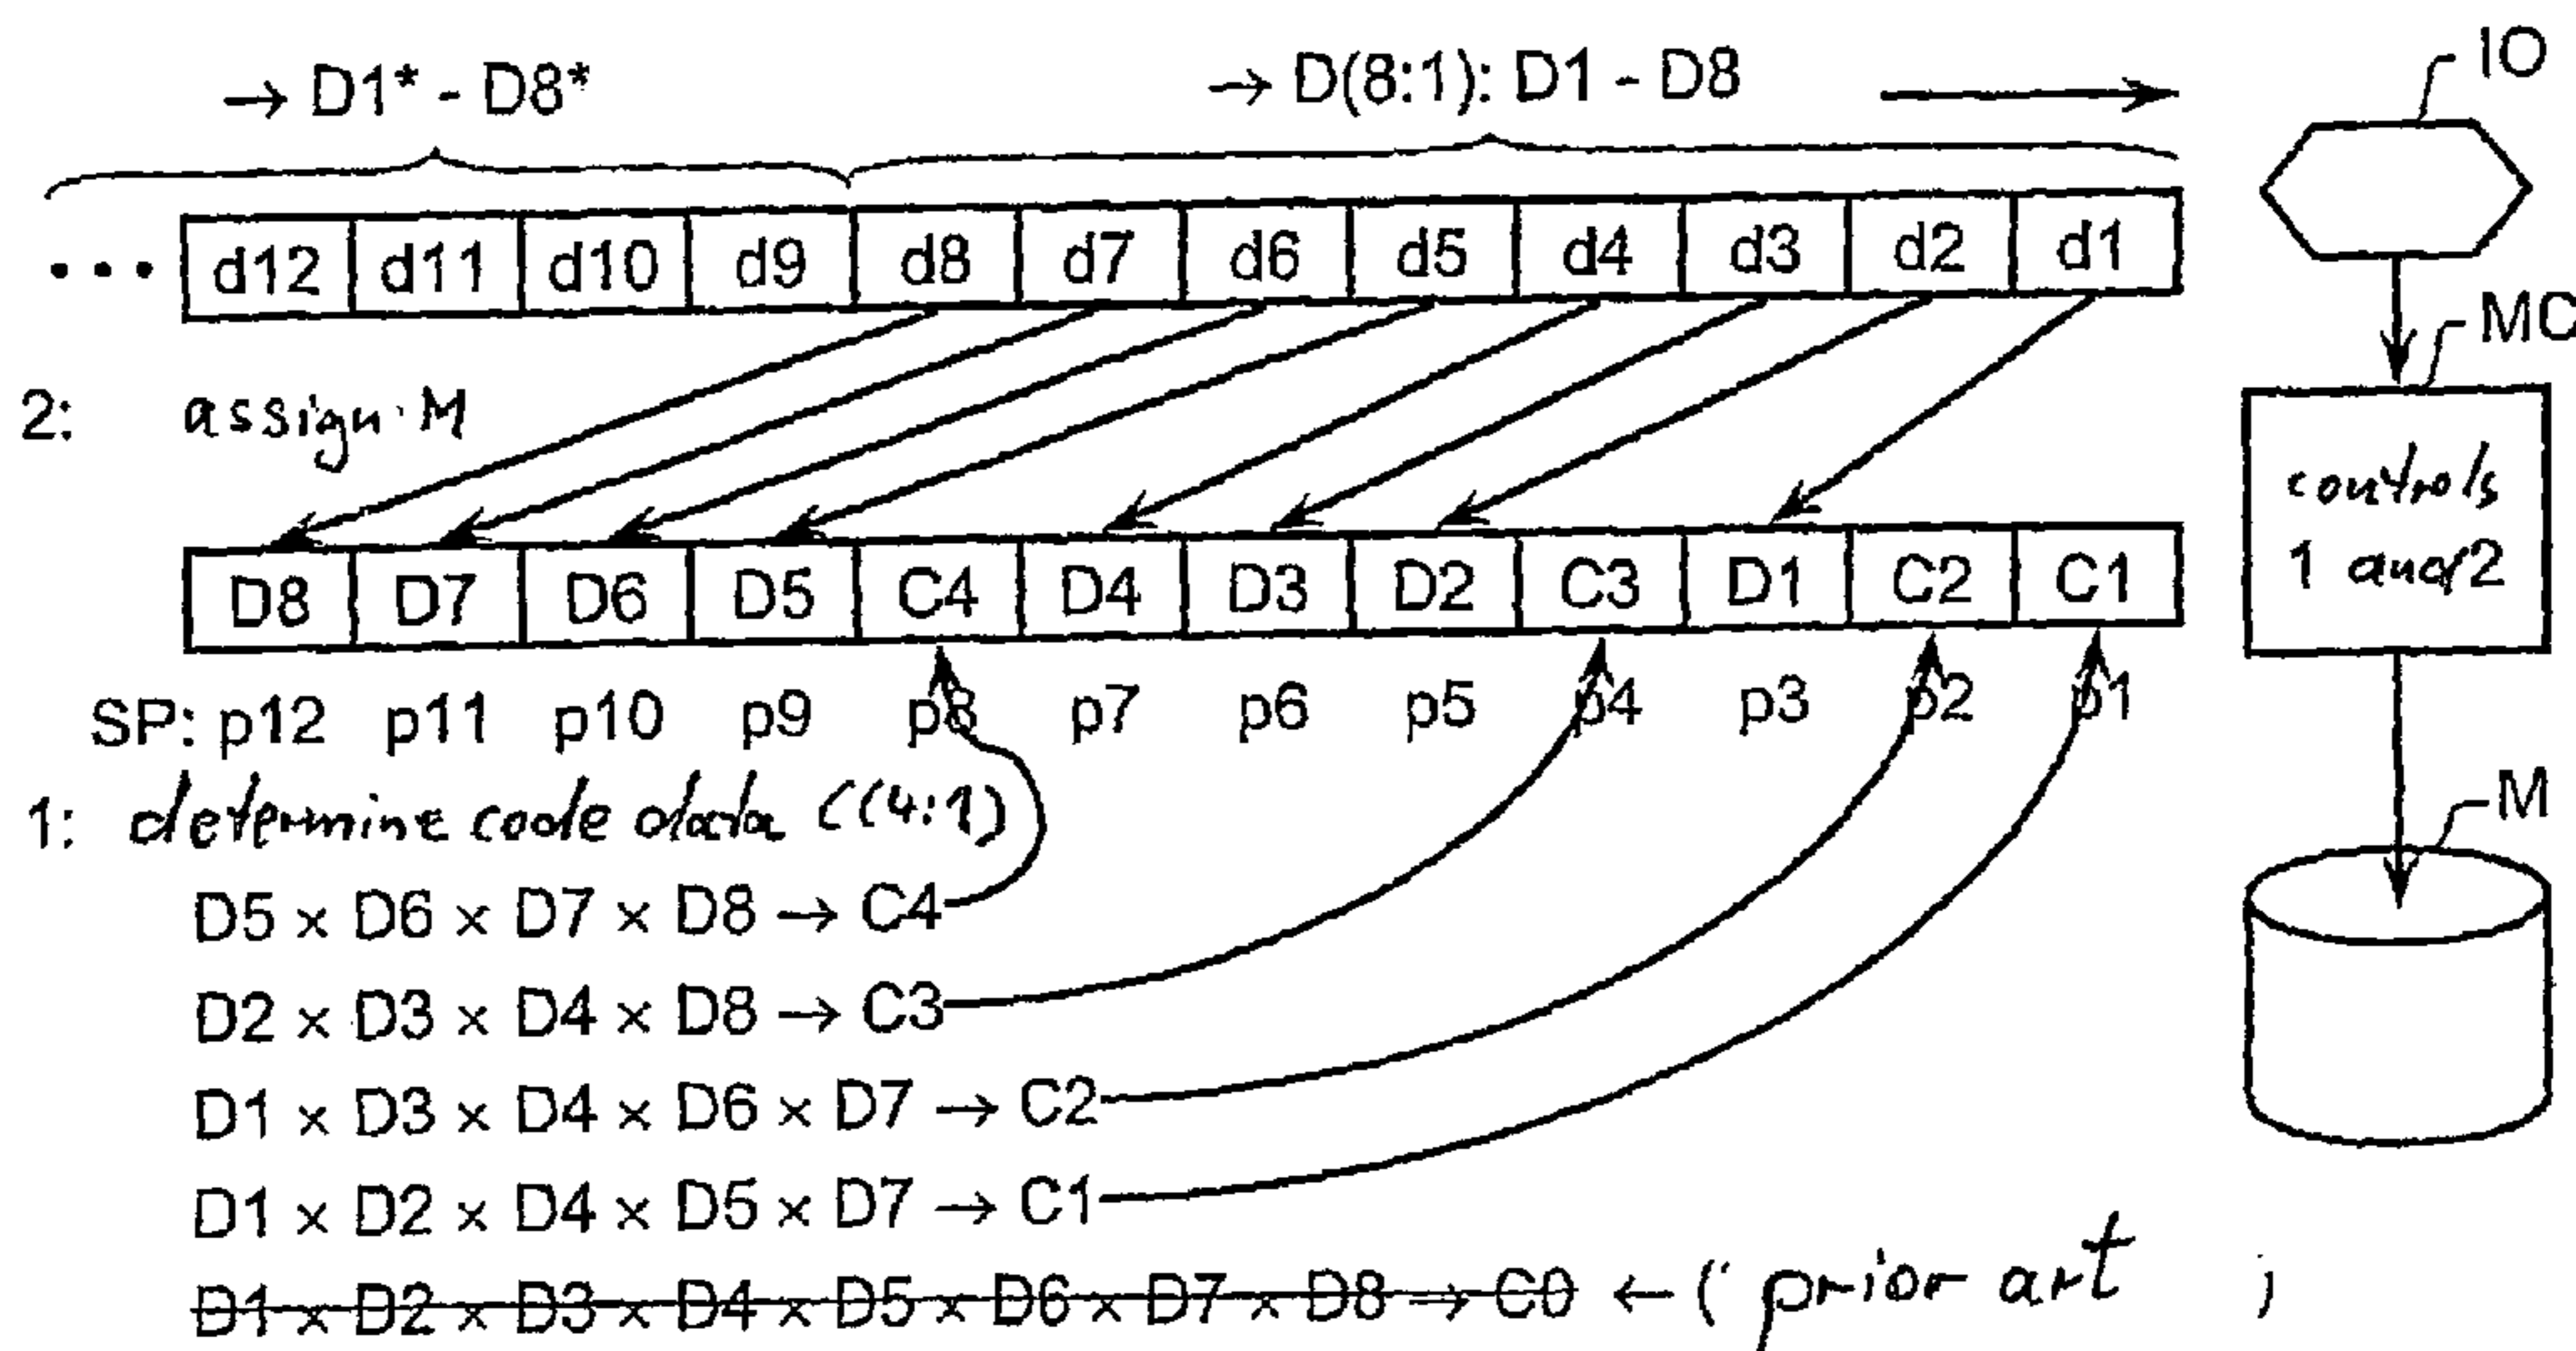 → D1* - D8*
→ D(8:1): D1 - D8
IO
••• d12 d11 d10 d9 d8 d7 d6 d5 d4 d3 d2 d1
MC
2: assign M
controls
1 and 2
D8 D7 D6 D5 C4 D4 D3 D2 C3 D1 C2 C1
SP: p12 p11 p10 p9 p8 p7 p6 p5 p4 p3 p2 p1
M
1: determine code data (C4:1)
D5 × D6 × D7 × D8 → C4
D2 × D3 × D4 × D8 → C3
D1 × D3 × D4 × D6 × D7 → C2
D1 × D2 × D4 × D5 × D7 → C1
D1 × D2 × D3 × D4 × D5 × D6 × D7 × D8 → C0 ← ( prior art )